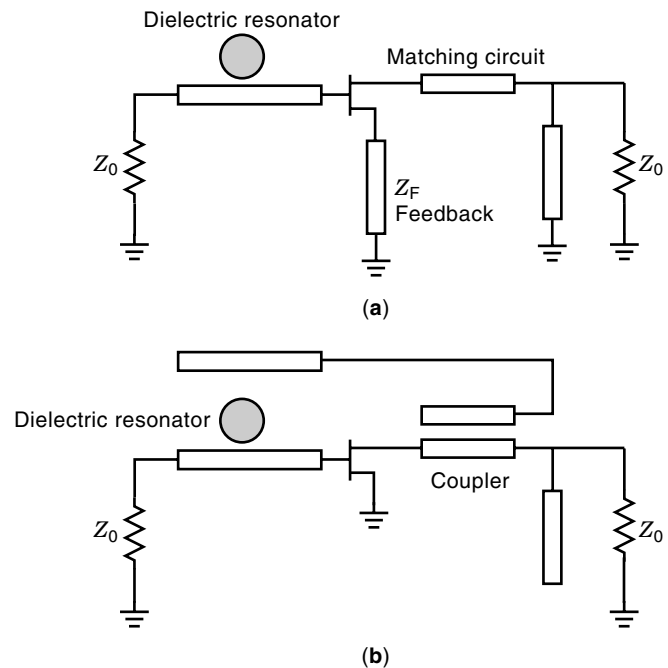 Dielectric resonator
Matching circuit
Z0
ZF
Feedback
Z0
(a)
Dielectric resonator
Coupler
Z0
Z0
(b)